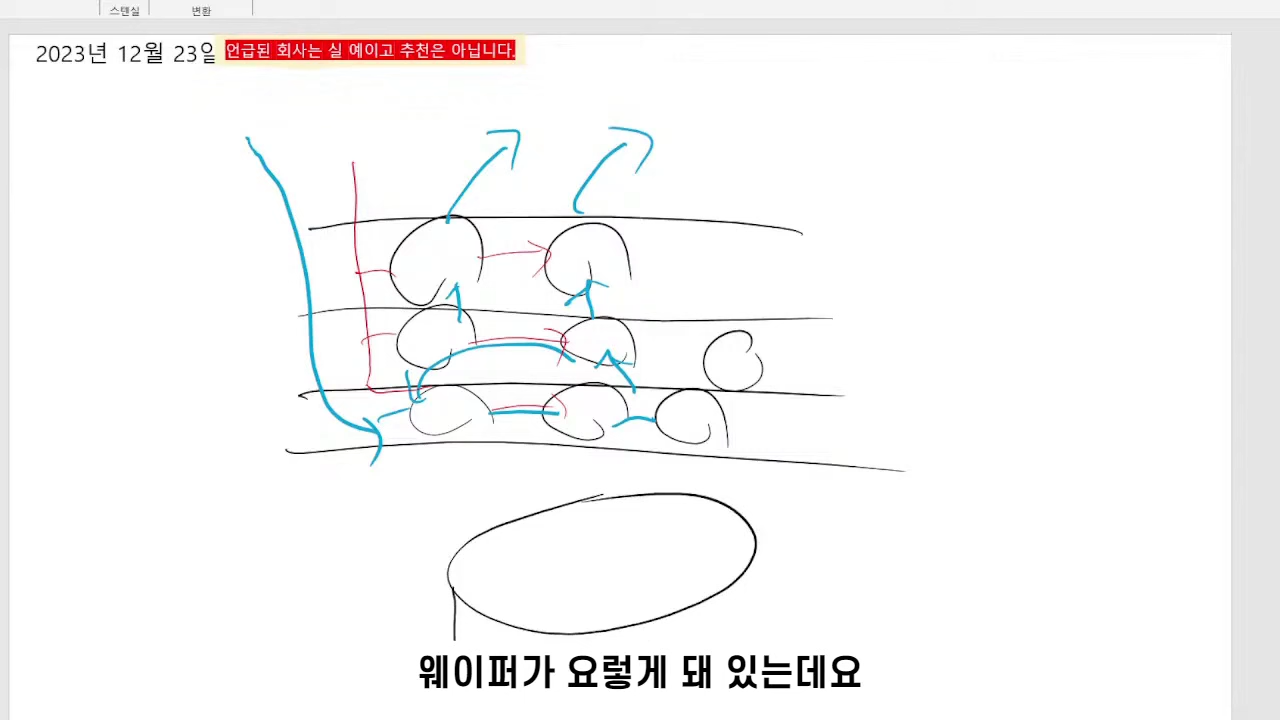 스텐실
변환
2023년 12월 23일
언급된 회사는 실 예이고 추천은 아닙니다.
웨이퍼가 요렇게 돼 있는데요